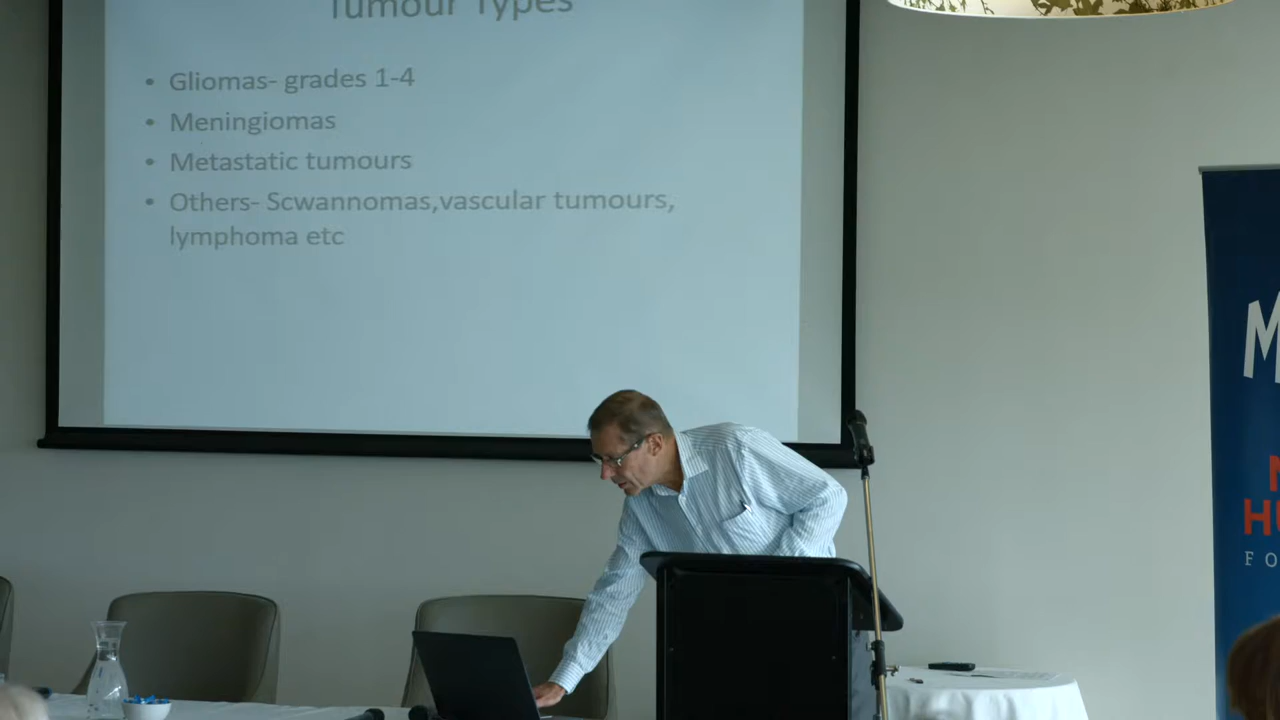 Tumour Types
• Gliomas- grades 1-4
• Meningiomas
• Metastatic tumours
• Others- Scwannomas,vascular tumours,
lymphoma etc